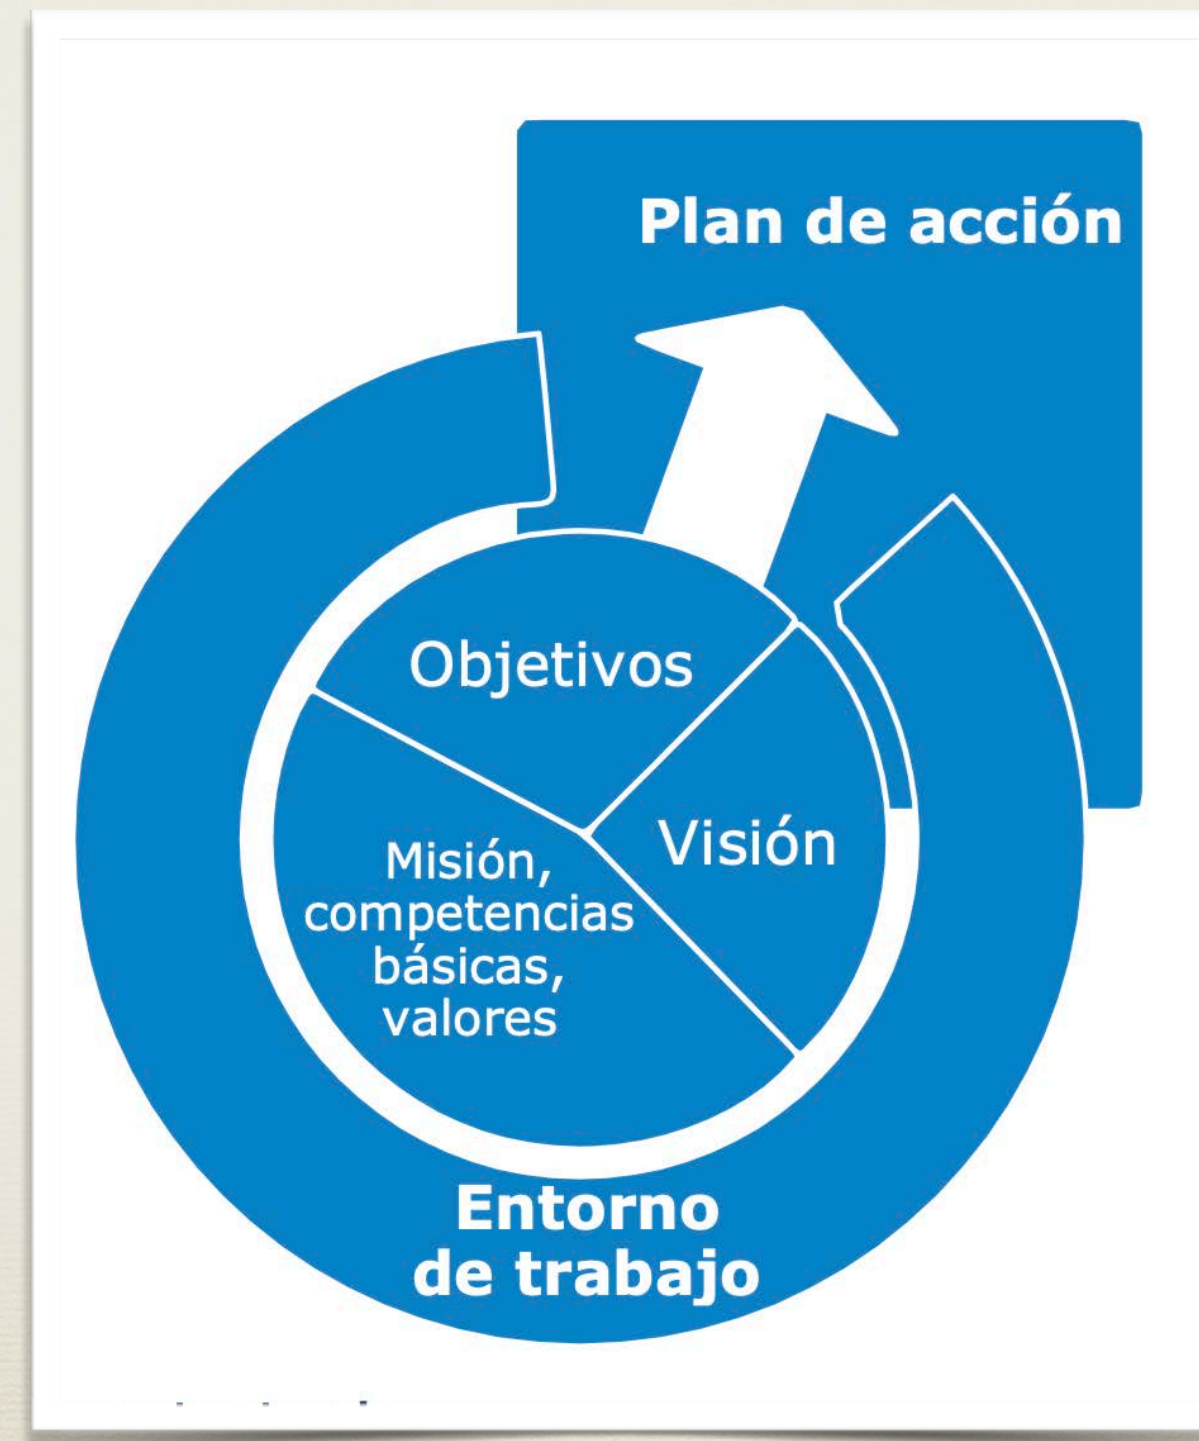 Plan de acción
Objetivos
Visión
Misión,
competencias
básicas,
valores
Entorno
de trabajo